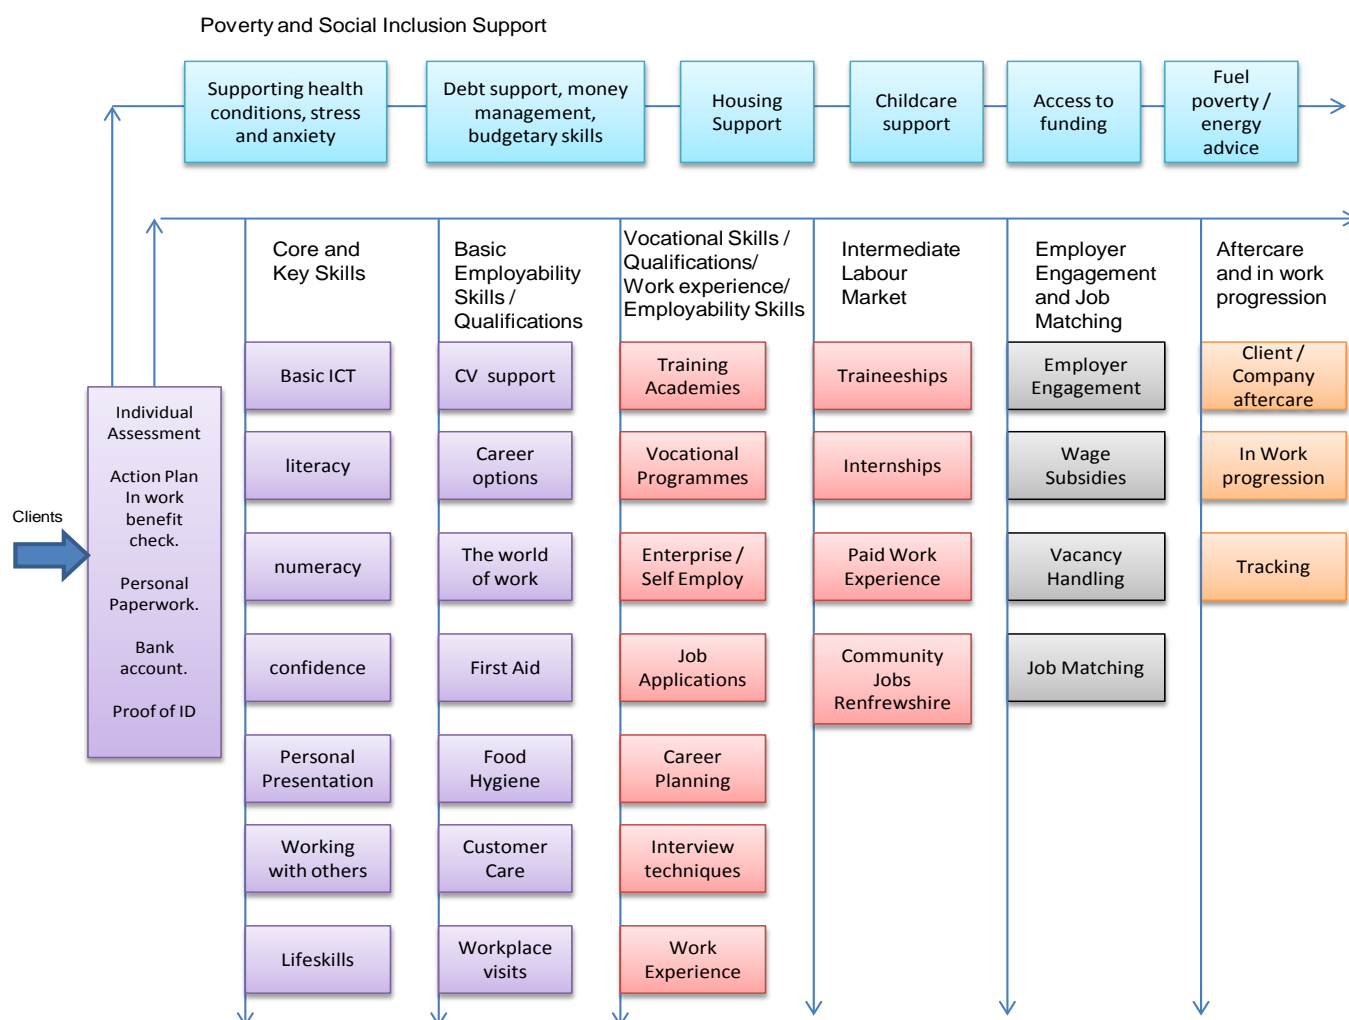 Poverty and Social Inclusion Support
Supporting health
conditions, stress
and anxiety
Debt support, money
management,
budgetary skills
Housing
Support
Childcare
support
Access to
funding
Fuel
poverty /
energy
advice
Core and
Key Skills
Basic
Employability
Skills /
Qualifications
Vocational Skills /
Qualifications/
Work experience/
Employability Skills
Intermediate
Labour
Market
Employer
Engagement
and Job
Matching
Aftercare
and in work
progression
Clients
Individual
Assessment
Action Plan
In work
benefit
check.
Personal
Paperwork.
Bank
account.
Proof of ID
Basic ICT
literacy
numeracy
confidence
Personal
Presentation
Working
with others
Lifeskills
CV support
Career
options
The world
of work
First Aid
Food
Hygiene
Customer
Care
Workplace
visits
Training
Academies
Vocational
Programmes
Enterprise /
Self Employ
Job
Applications
Career
Planning
Interview
techniques
Work
Experience
Traineeships
Internships
Paid Work
Experience
Community
Jobs
Renfrewshire
Employer
Engagement
Wage
Subsidies
Vacancy
Handling
Job Matching
Client /
Company
aftercare
In Work
progression
Tracking